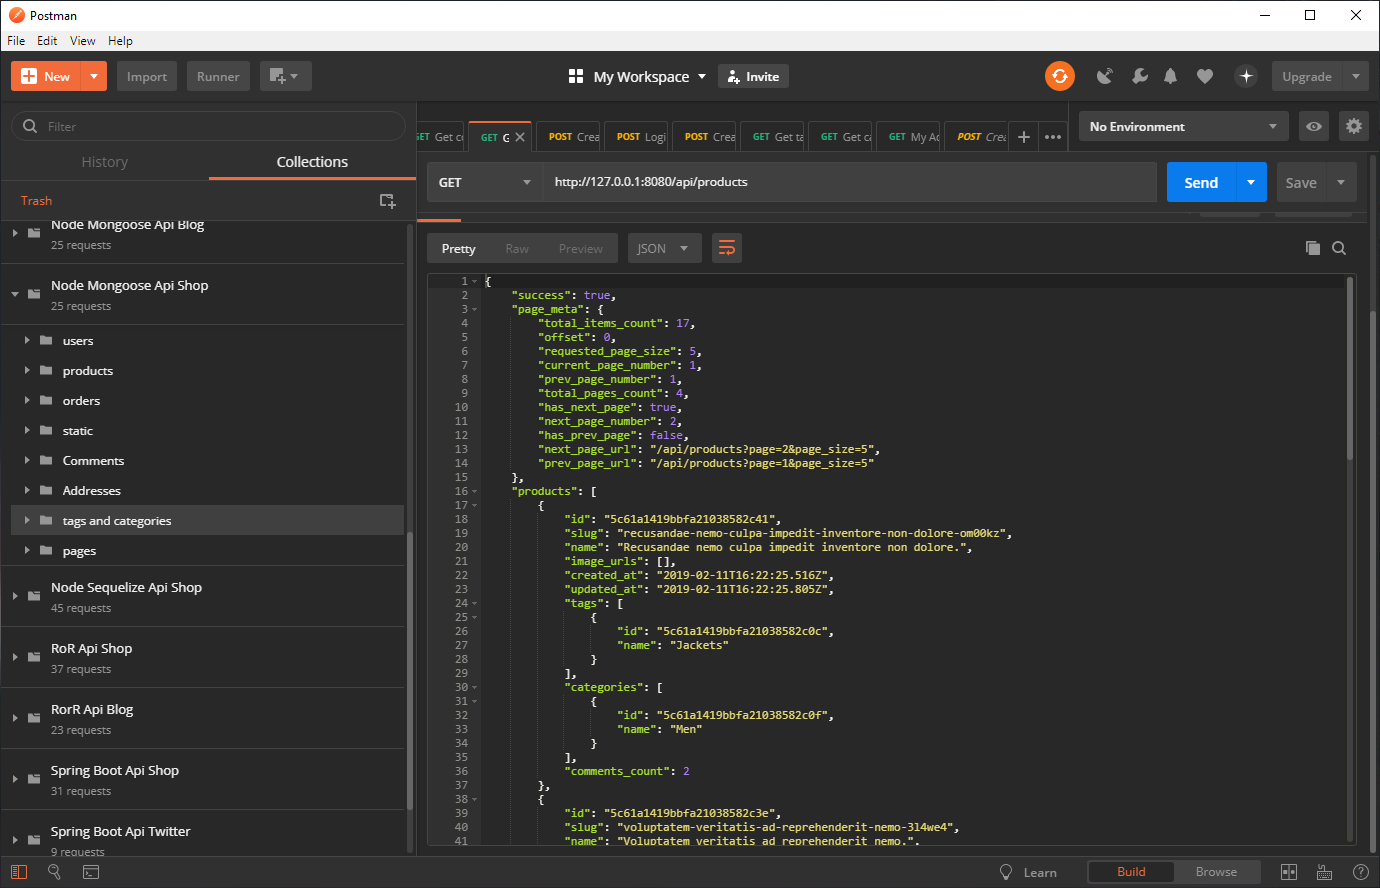 Postman
File Edit View Help
New Import Runner My Workspace Invite Upgrade
Filter
History Collections
Trash
Node Mongoose Api Blog
25 requests
Node Mongoose Api Shop
25 requests
users
products
orders
static
Comments
Addresses
tags and categories
pages
Node Sequelize Api Shop
45 requests
RoR Api Shop
37 requests
RorR Api Blog
23 requests
Spring Boot Api Shop
31 requests
Spring Boot Api Twitter
9 requests
GET Get co GET G POST Crea POST Logi POST Crea GET Get ta GET Get ca GET My Ad POST Cre
No Environment
GET http://127.0.0.1:8080/api/products Send Save
Pretty Raw Preview JSON
1 {
2 "success": true,
3 "page_meta": {
4 "total_items_count": 17,
5 "offset": 0,
6 "requested_page_size": 5,
7 "current_page_number": 1,
8 "prev_page_number": 1,
9 "total_pages_count": 4,
10 "has_next_page": true,
11 "next_page_number": 2,
12 "has_prev_page": false,
13 "next_page_url": "/api/products?page=2&page_size=5",
14 "prev_page_url": "/api/products?page=1&page_size=5"
15 },
16 "products": [
17 {
18 "id": "5c61a1419bbfa21038582c41",
19 "slug": "recusandae-nemo-culpa-impedit-inventore-non-dolore-om00kz",
20 "name": "Recusandae nemo culpa impedit inventore non dolore.",
21 "image_urls": [],
22 "created_at": "2019-02-11T16:22:25.516Z",
23 "updated_at": "2019-02-11T16:22:25.805Z",
24 "tags": [
25 {
26 "id": "5c61a1419bbfa21038582c0c",
27 "name": "Jackets"
28 }
29 ],
30 "categories": [
31 {
32 "id": "5c61a1419bbfa21038582c0f",
33 "name": "Men"
34 }
35 ],
36 "comments_count": 2
37 },
38 {
39 "id": "5c61a1419bbfa21038582c3e",
40 "slug": "voluptatem-veritatis-ad-reprehenderit-nemo-3l4we4",
41 "name": "Voluptatem veritatis ad reprehenderit nemo.",
Learn Build Browse